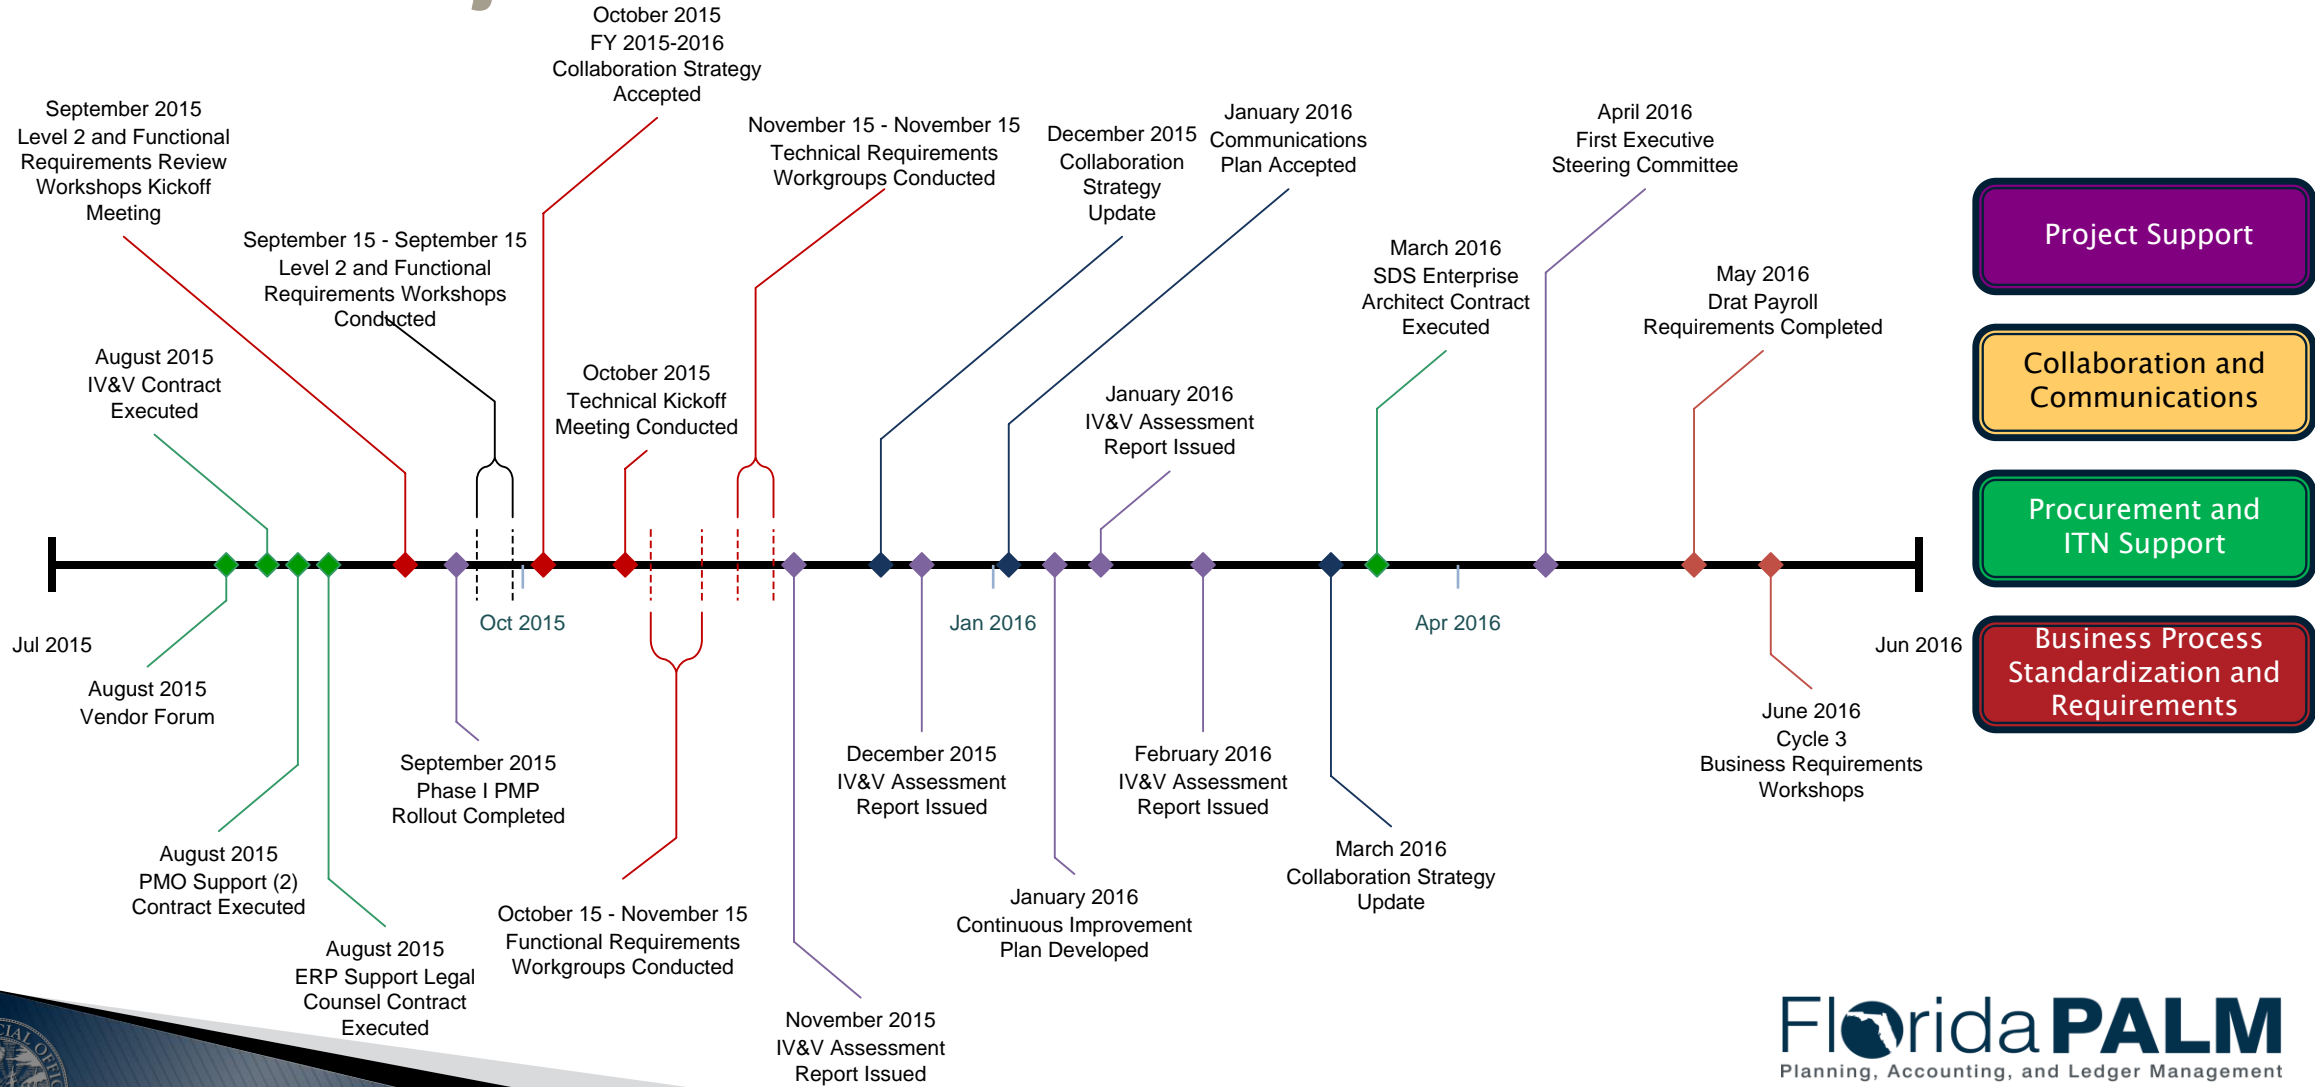 October 2015
FY 2015-2016
Collaboration Strategy
Accepted
September 2015
Level 2 and Functional
Requirements Review
Workshops Kickoff
Meeting
November 15 - November 15
Technical Requirements
Workgroups Conducted
December 2015
Collaboration
Strategy
Update
January 2016
Communications
Plan Accepted
April 2016
First Executive
Steering Committee
September 15 - September 15
Level 2 and Functional
Requirements Workshops
Conducted
March 2016
SDS Enterprise
Architect Contract
Executed
May 2016
Drat Payroll
Requirements Completed
August 2015
IV&V Contract
Executed
October 2015
Technical Kickoff
Meeting Conducted
January 2016
IV&V Assessment
Report Issued
Project Support
Collaboration and
Communications
Procurement and
ITN Support
Business Process
Standardization and
Requirements
Jul 2015
Oct 2015
Jan 2016
Apr 2016
Jun 2016
August 2015
Vendor Forum
September 2015
Phase I PMP
Rollout Completed
December 2015
IV&V Assessment
Report Issued
February 2016
IV&V Assessment
Report Issued
June 2016
Cycle 3
Business Requirements
Workshops
August 2015
PMO Support (2)
Contract Executed
March 2016
Collaboration Strategy
Update
October 15 - November 15
Functional Requirements
Workgroups Conducted
January 2016
Continuous Improvement
Plan Developed
August 2015
ERP Support Legal
Counsel Contract
Executed
November 2015
IV&V Assessment
Report Issued
Florida PALM
Planning, Accounting, and Ledger Management